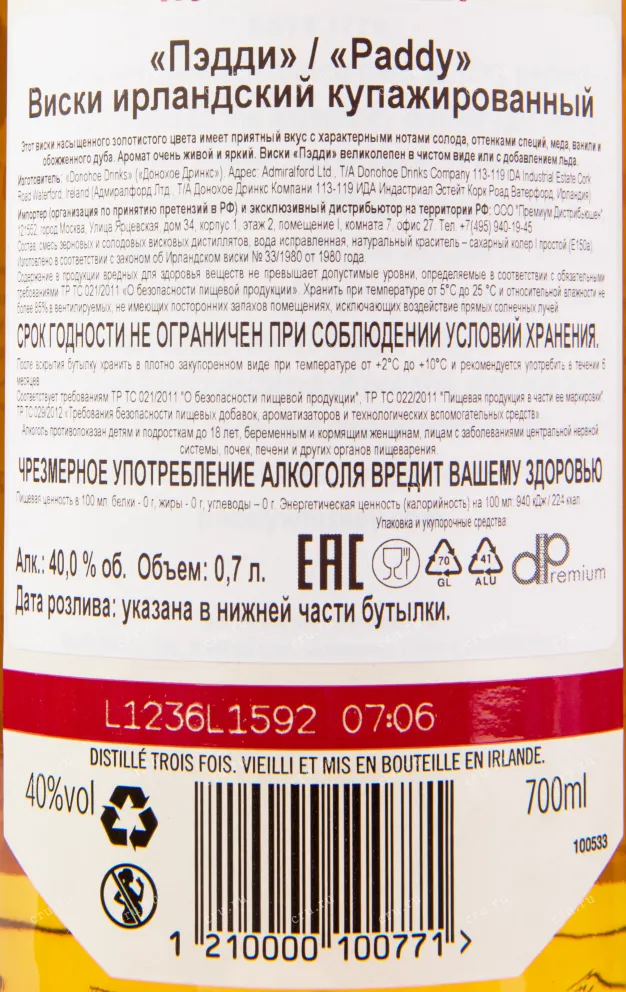 «Пэдди» / «Paddy»
Виски ирландский купажированный
Этот виски насыщенного золотистого цвета имеет приятный вкус с характерными нотами солода, оттенками специй, меда, ванили и
обожженного дуба. Аромат очень живой и яркий. Виски «Пэдди» великолепен в чистом виде или с добавлением льда.
Изготовитель: «Donohoe Drinks» («Донохое Дринкс»). Адрес: Admiralford Ltd., T/A Donohoe Drinks Company 113-119 IDA Industrial Estate Cork
Road Waterford, Ireland (Адмиралфорд Лтд., Т/А Донохое Дринкс Компани 113-119 ИДА Индастриал Эстейт Корк Роад Ватерфорд, Ирландия)
Импортер (организация по принятию претензий в РФ) и эксклюзивный дистрибьютор на территории РФ: ООО "Премиум Дистрибьюшен",
121552, город Москва, Улица Ярцевская, дом 34, корпус 1, этаж 2, помещение I, комната 7, офис 27. Тел. +7(495) 940-19-45
Состав: смесь зерновых и солодовых висковых дистиллятов, вода исправленная, натуральный краситель – сахарный колер I простой (Е150а).
Изготовлено в соответствии с законом об Ирландском виски № 33/1980 от 1980 года.
Содержание в продукции вредных для здоровья веществ не превышает допустимые уровни, определяемые в соответствии с обязательными
требованиями ТР ТС 021/2011 «О безопасности пищевой продукции». Хранить при температуре от 5°C до 25 °C и относительной влажности не
более 85% в вентилируемых, не имеющих посторонних запахов помещениях, исключающих воздействие прямых солнечных лучей.
СРОК ГОДНОСТИ НЕ ОГРАНИЧЕН ПРИ СОБЛЮДЕНИИ УСЛОВИЙ ХРАНЕНИЯ.
После вскрытия бутылку хранить в плотно закупоренном виде при температуре от +2°C до +10°C и рекомендуется употребить в течении 6
месяцев
Соответствует требованиям ТР ТС 021/2011 "О безопасности пищевой продукции", ТР ТС 022/2011 "Пищевая продукция в части ее маркировки",
ТР ТС 029/2012 «Требования безопасности пищевых добавок, ароматизаторов и технологических вспомогательных средств»
Алкоголь противопоказан детям и подросткам до 18 лет, беременным и кормящим женщинам, лицам с заболеваниями центральной нервной
системы, почек, печени и других органов пищеварения.
ЧРЕЗМЕРНОЕ УПОТРЕБЛЕНИЕ АЛКОГОЛЯ ВРЕДИТ ВАШЕМУ ЗДОРОВЬЮ
Пищевая ценность в 100 мл: белки - 0 г, жиры - 0 г, углеводы – 0 г. Энергетическая ценность (калорийность) на 100 мл: 940 кДж / 224 ккал
Упаковка и укупорочные средства:
Алк.: 40,0 % об. Объем: 0,7 л.
EAC
70
GL
41
ALU
dPremium
Дата розлива: указана в нижней части бутылки.
L1236L1592 07:06
DISTILLÉ TROIS FOIS. VIEILLI ET MIS EN BOUTEILLE EN IRLANDE.
40%vol
700ml
100533
1 210000 100771 >
cru.ru